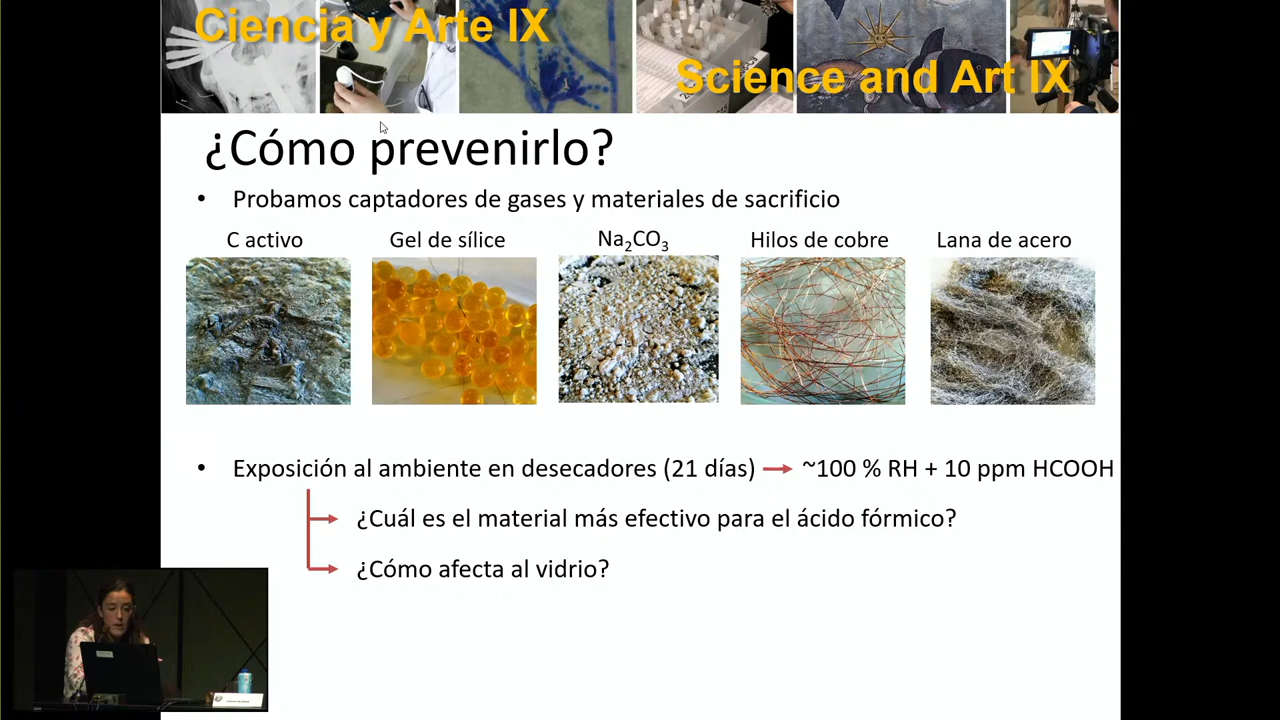 Ciencia y Arte IX
Science and Art IX
¿Cómo prevenirlo?
• Probamos captadores de gases y materiales de sacrificio
C activo Gel de sílice Na₂CO₃ Hilos de cobre Lana de acero
• Exposición al ambiente en desecadores (21 días) → ~100 % RH + 10 ppm HCOOH
¿Cuál es el material más efectivo para el ácido fórmico?
¿Cómo afecta al vidrio?